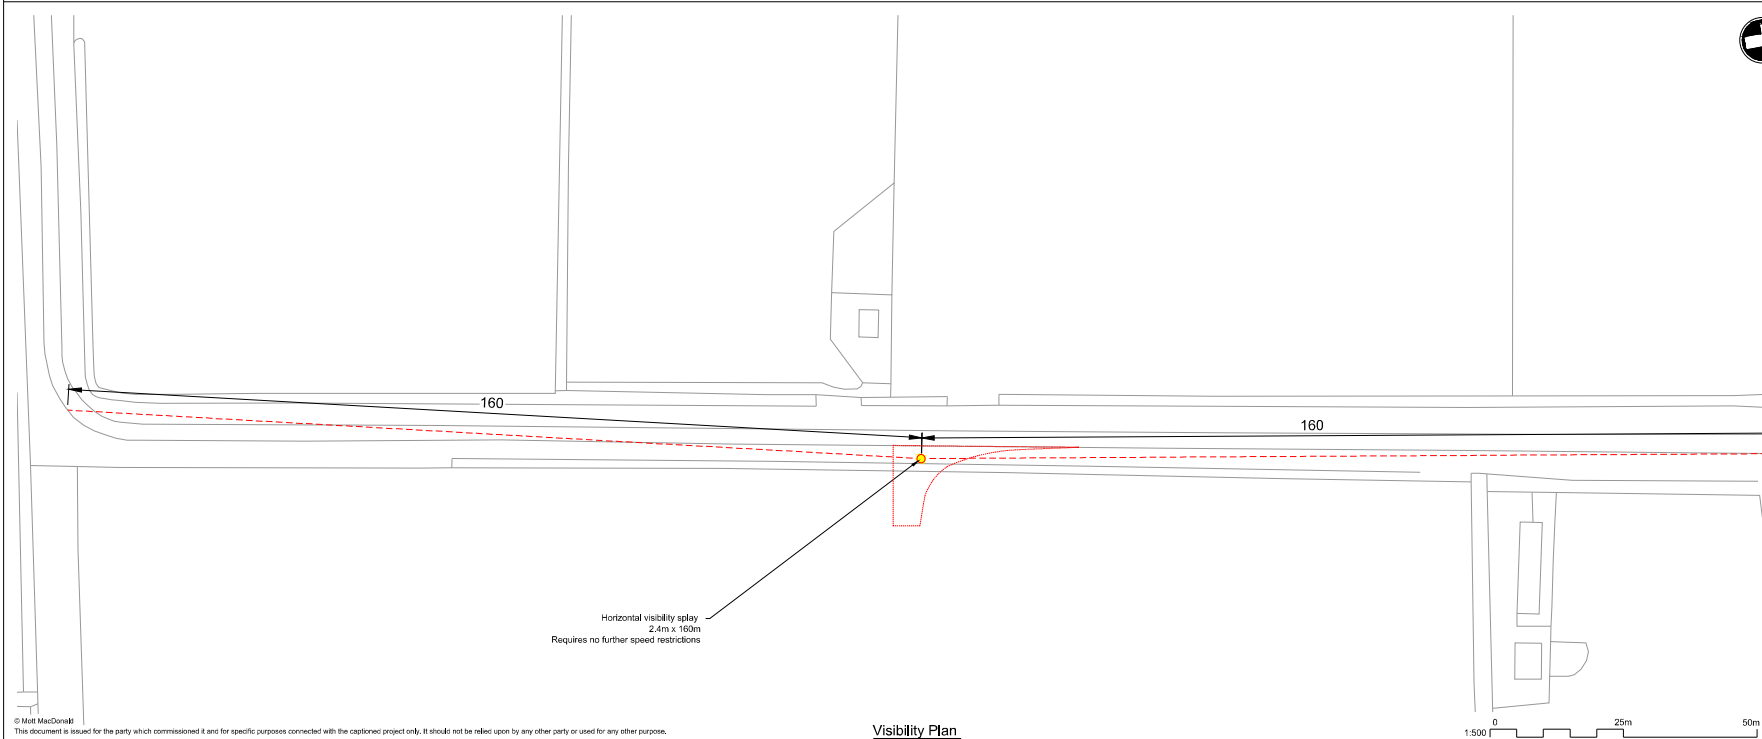 160
160
Horizontal visibility splay
2.4m x 160m
Requires no further speed restrictions
© Mott MacDonald
This document is issued for the party which commissioned it and for specific purposes connected with the captioned project only. It should not be relied upon by any other party or used for any other purpose.
Visibility Plan
0 25m 50m
1:500